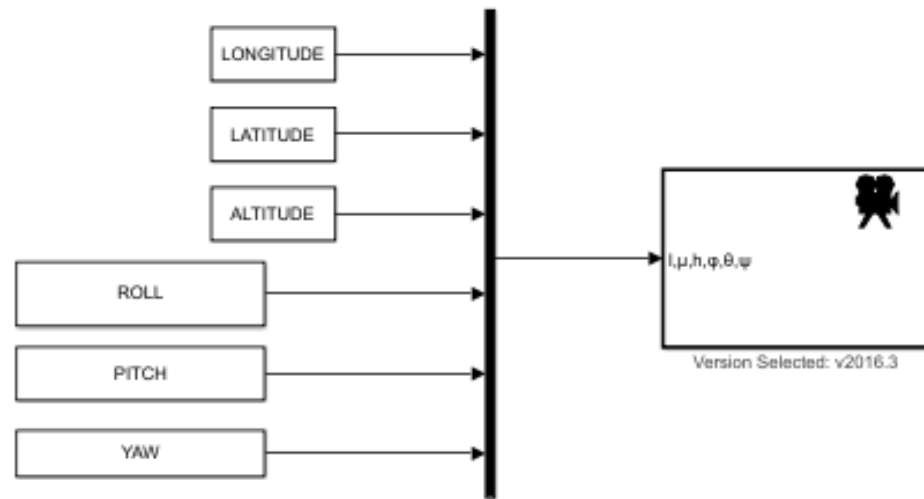 LONGITUDE
LATITUDE
ALTITUDE
ROLL
PITCH
YAW
l,μ,h,φ,θ,ψ
Version Selected: v2016.3